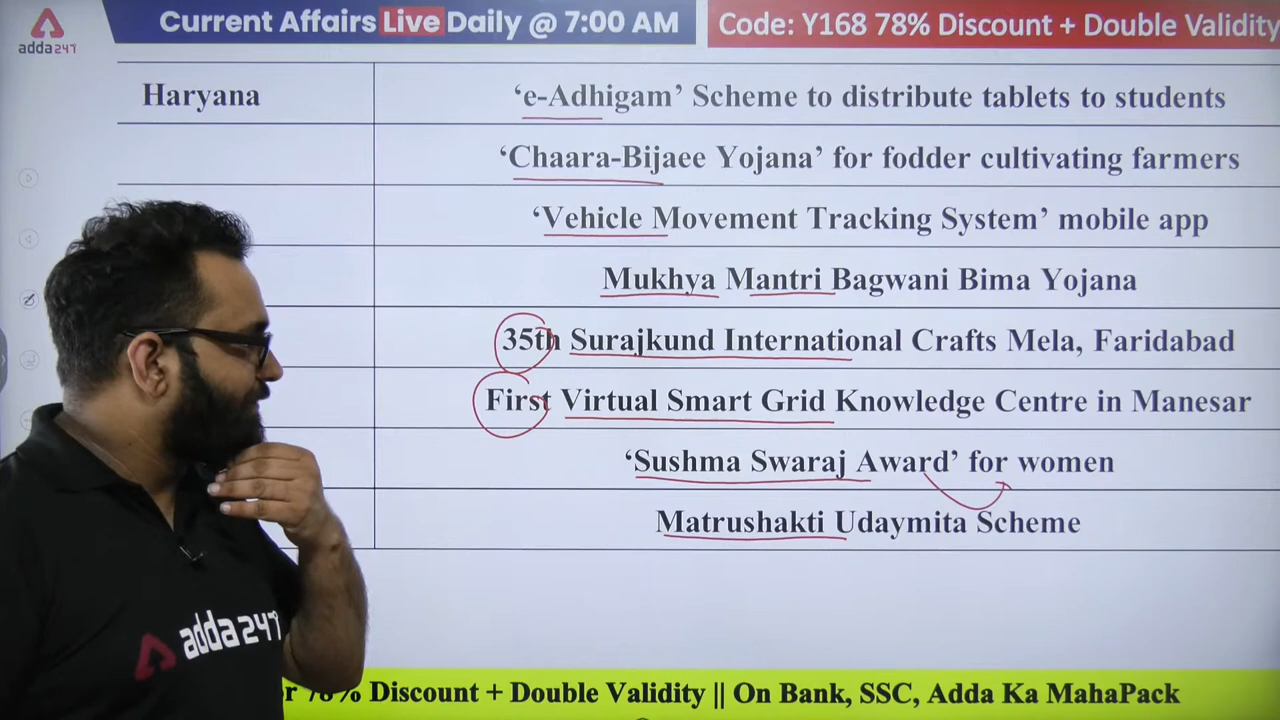 adda247
Current Affairs Live Daily @ 7:00 AM
Code: Y168 78% Discount + Double Validity
Haryana
‘e-Adhigam’ Scheme to distribute tablets to students
‘Chaara-Bijaee Yojana’ for fodder cultivating farmers
‘Vehicle Movement Tracking System’ mobile app
Mukhya Mantri Bagwani Bima Yojana
35th Surajkund International Crafts Mela, Faridabad
First Virtual Smart Grid Knowledge Centre in Manesar
‘Sushma Swaraj Award’ for women
Matrushakti Udaymita Scheme
adda247
78% Discount + Double Validity || On Bank, SSC, Adda Ka MahaPack